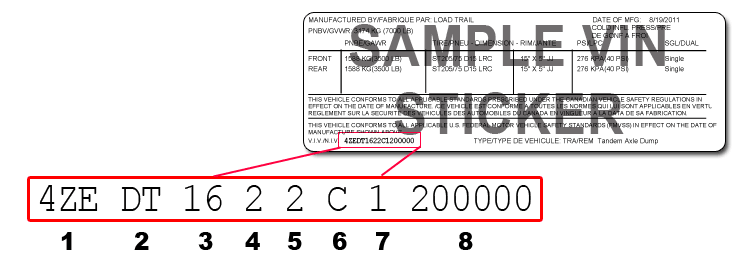 MANUFACTURED BY/FABRIQUE PAR: LOAD TRAIL DATE OF MFG: 8/19/2011
PNBV/GVWR: 3174 KG (7000 LB) COLD INFL. PRESS/PRE
DE GONF A FROI
PNBE/GAWR TIRE/PNEU - DIMENSION - RIM/JANTE PSI/LPC SGL/DUAL
FRONT 1588 KG(3500 LB) ST205/75 D15 LRC 15" X 5" JJ 276 KPA(40 PSI) Single
REAR 1588 KG(3500 LB) ST205/75 D15 LRC 15" X 5" JJ 276 KPA(40 PSI) Single
SAMPLE VIN
STICKER
THIS VEHICLE CONFORMS TO ALL APPLICABLE STANDARDS PRESCRIBED UNDER THE CANADIAN VEHICLE SAFETY REGULATIONS IN
EFFECT ON THE DATE OF MANUFACTURE. /CE VEHICLE EST CONFORME A TOUTES LES NORMES QUI LUI SONT APPLICABLES EN VERTU
REGLEMENT SUR LA SECURITE DES VEHICULES DES AUTOMOBILES DU CANADA EN VIGUEUR A LA DATE DE SA FABRICATION.
THIS VEHICLE CONFORMS TO ALL APPLICABLE U.S. FEDERAL MOTOR VEHICLE SAFETY STANDARDS (FMVSS) IN EFFECT ON THE DATE OF
MANUFACTURE SHOWN ABOVE
V.I.V./N.I.V. 4ZEDT1622C1200000 TYPE/TYPE DE VEHICULE: TRA/REM Tandem Axle Dump
4ZE DT 16 2 2 C 1 200000
1 2 3 4 5 6 7 8